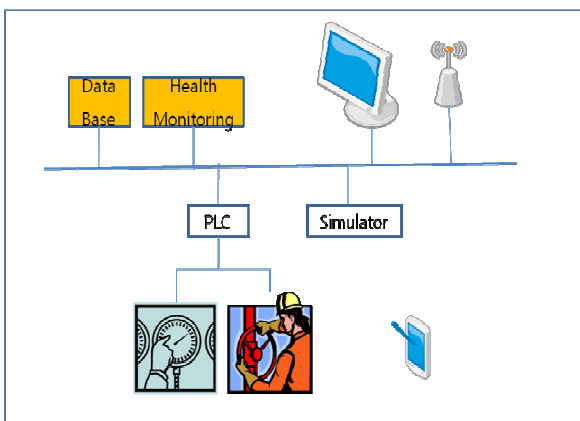 Data
Base
Health
Monitoring
PLC
Simulator